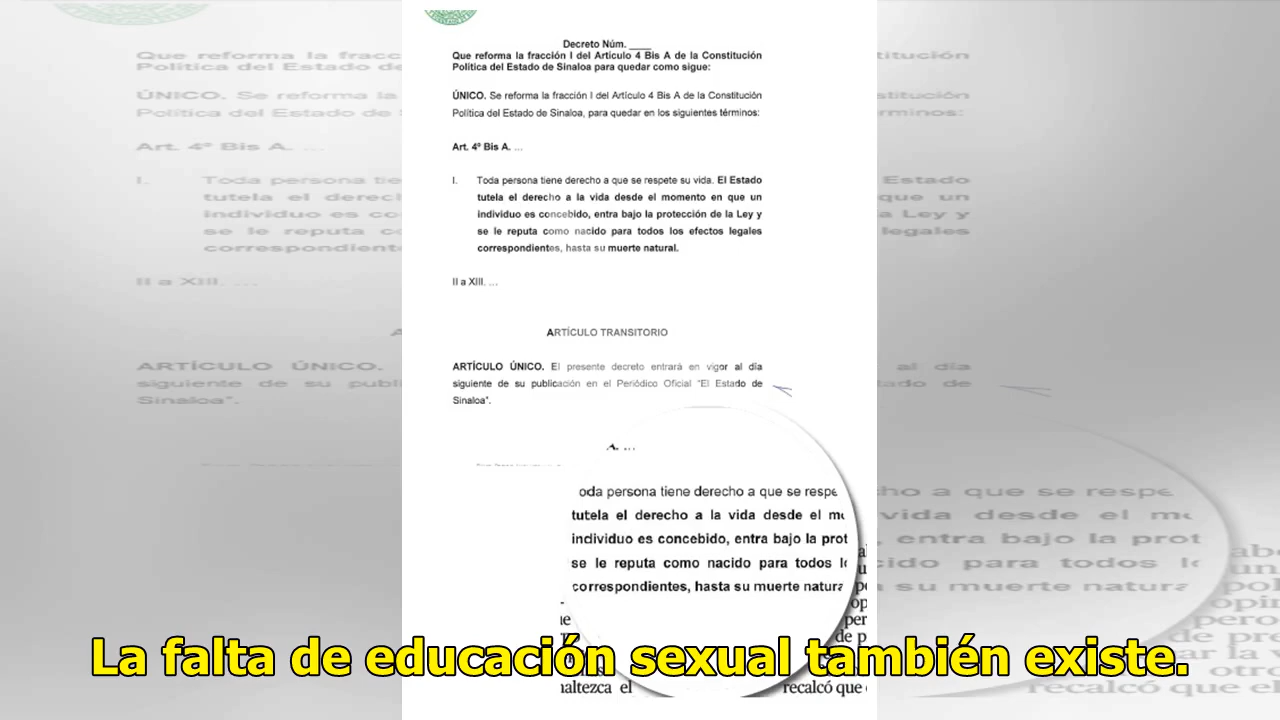 Decreto Núm. ____
Que reforma la fracción I del Artículo 4 Bis A de la Constitución
Política del Estado de Sinaloa para quedar como sigue:
ÚNICO. Se reforma la fracción I del Artículo 4 Bis A de la Constitución
Política del Estado de Sinaloa, para quedar en los siguientes términos:
Art. 4º Bis A. ...
I. Toda persona tiene derecho a que se respete su vida. El Estado
tutela el derecho a la vida desde el momento en que un
individuo es concebido, entra bajo la protección de la Ley y
se le reputa como nacido para todos los efectos legales
correspondientes, hasta su muerte natural.
II a XIII. ...
ARTÍCULO TRANSITORIO
ARTÍCULO ÚNICO. El presente decreto entrará en vigor al día
siguiente de su publicación en el Periódico Oficial “El Estado de
Sinaloa”.
oda persona tiene derecho a que se respe
tutela el derecho a la vida desde el m
individuo es concebido, entra bajo la prot
se le reputa como nacido para todos l
correspondientes, hasta su muerte natura
La falta de educación sexual también existe.
naltezca el
recalcó que